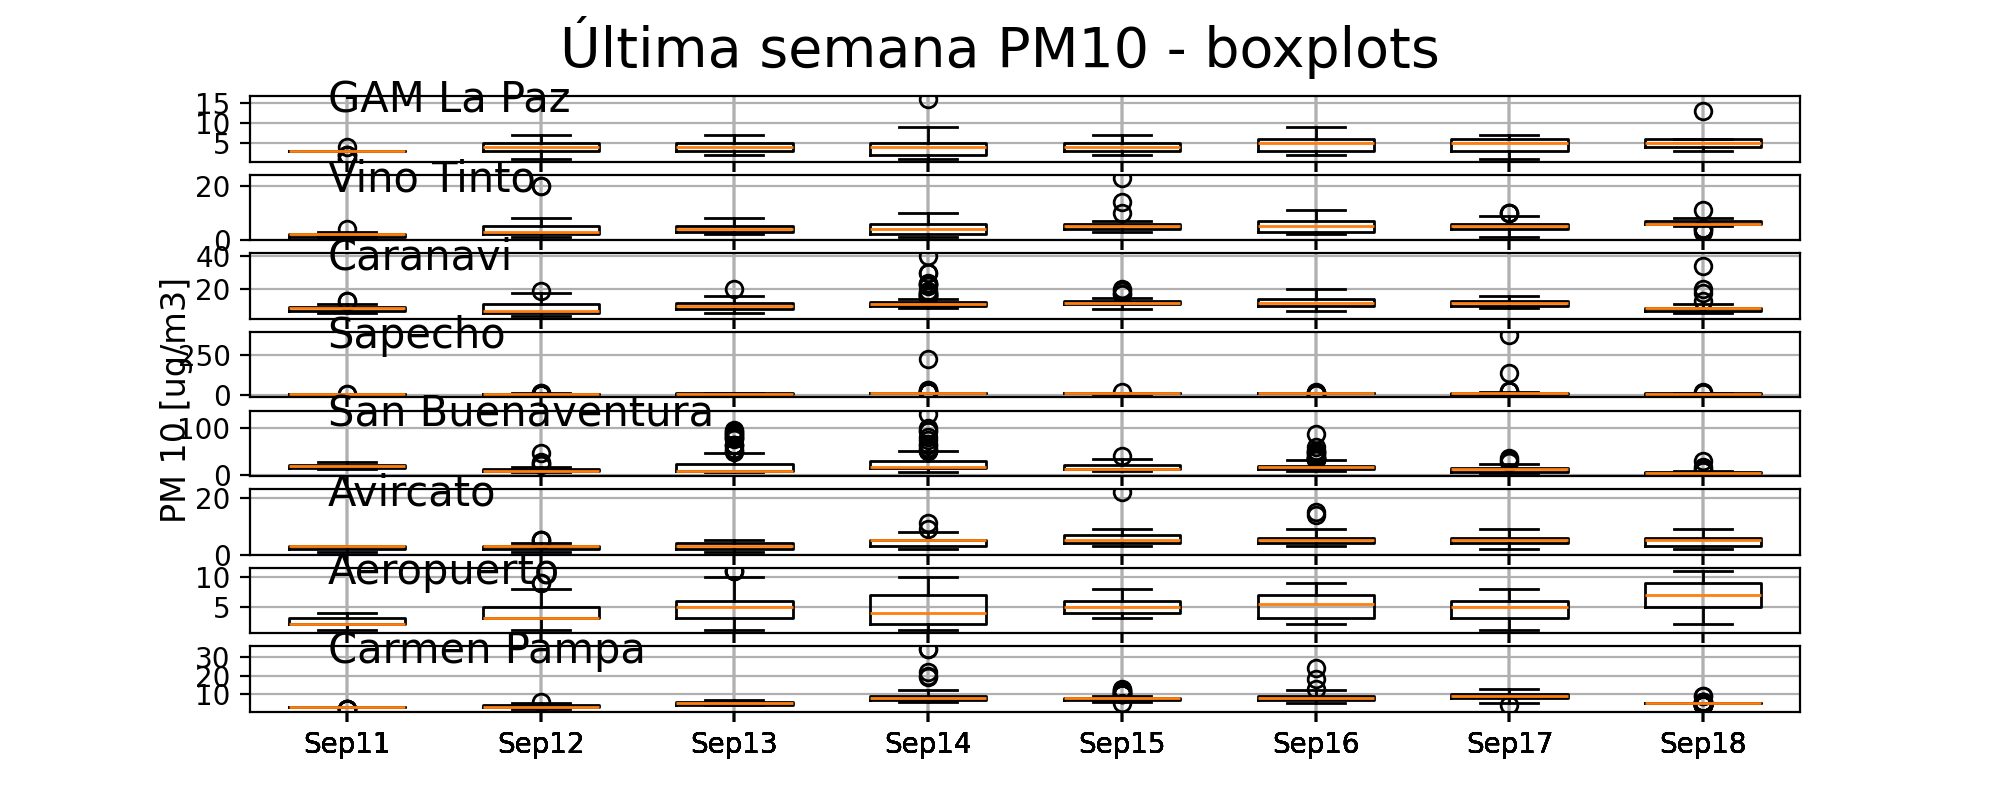 Última semana PM10 - boxplots
GAM La Paz
15
10
5
Vino Tinto
20
0
Caranavi
40
20
Sapecho
250
0
San Buenaventura
100
0
Avircato
20
0
Aeropuerto
10
5
Carmen Pampa
30
20
10
PM 10 [ug/m3]
Sep11 Sep12 Sep13 Sep14 Sep15 Sep16 Sep17 Sep18